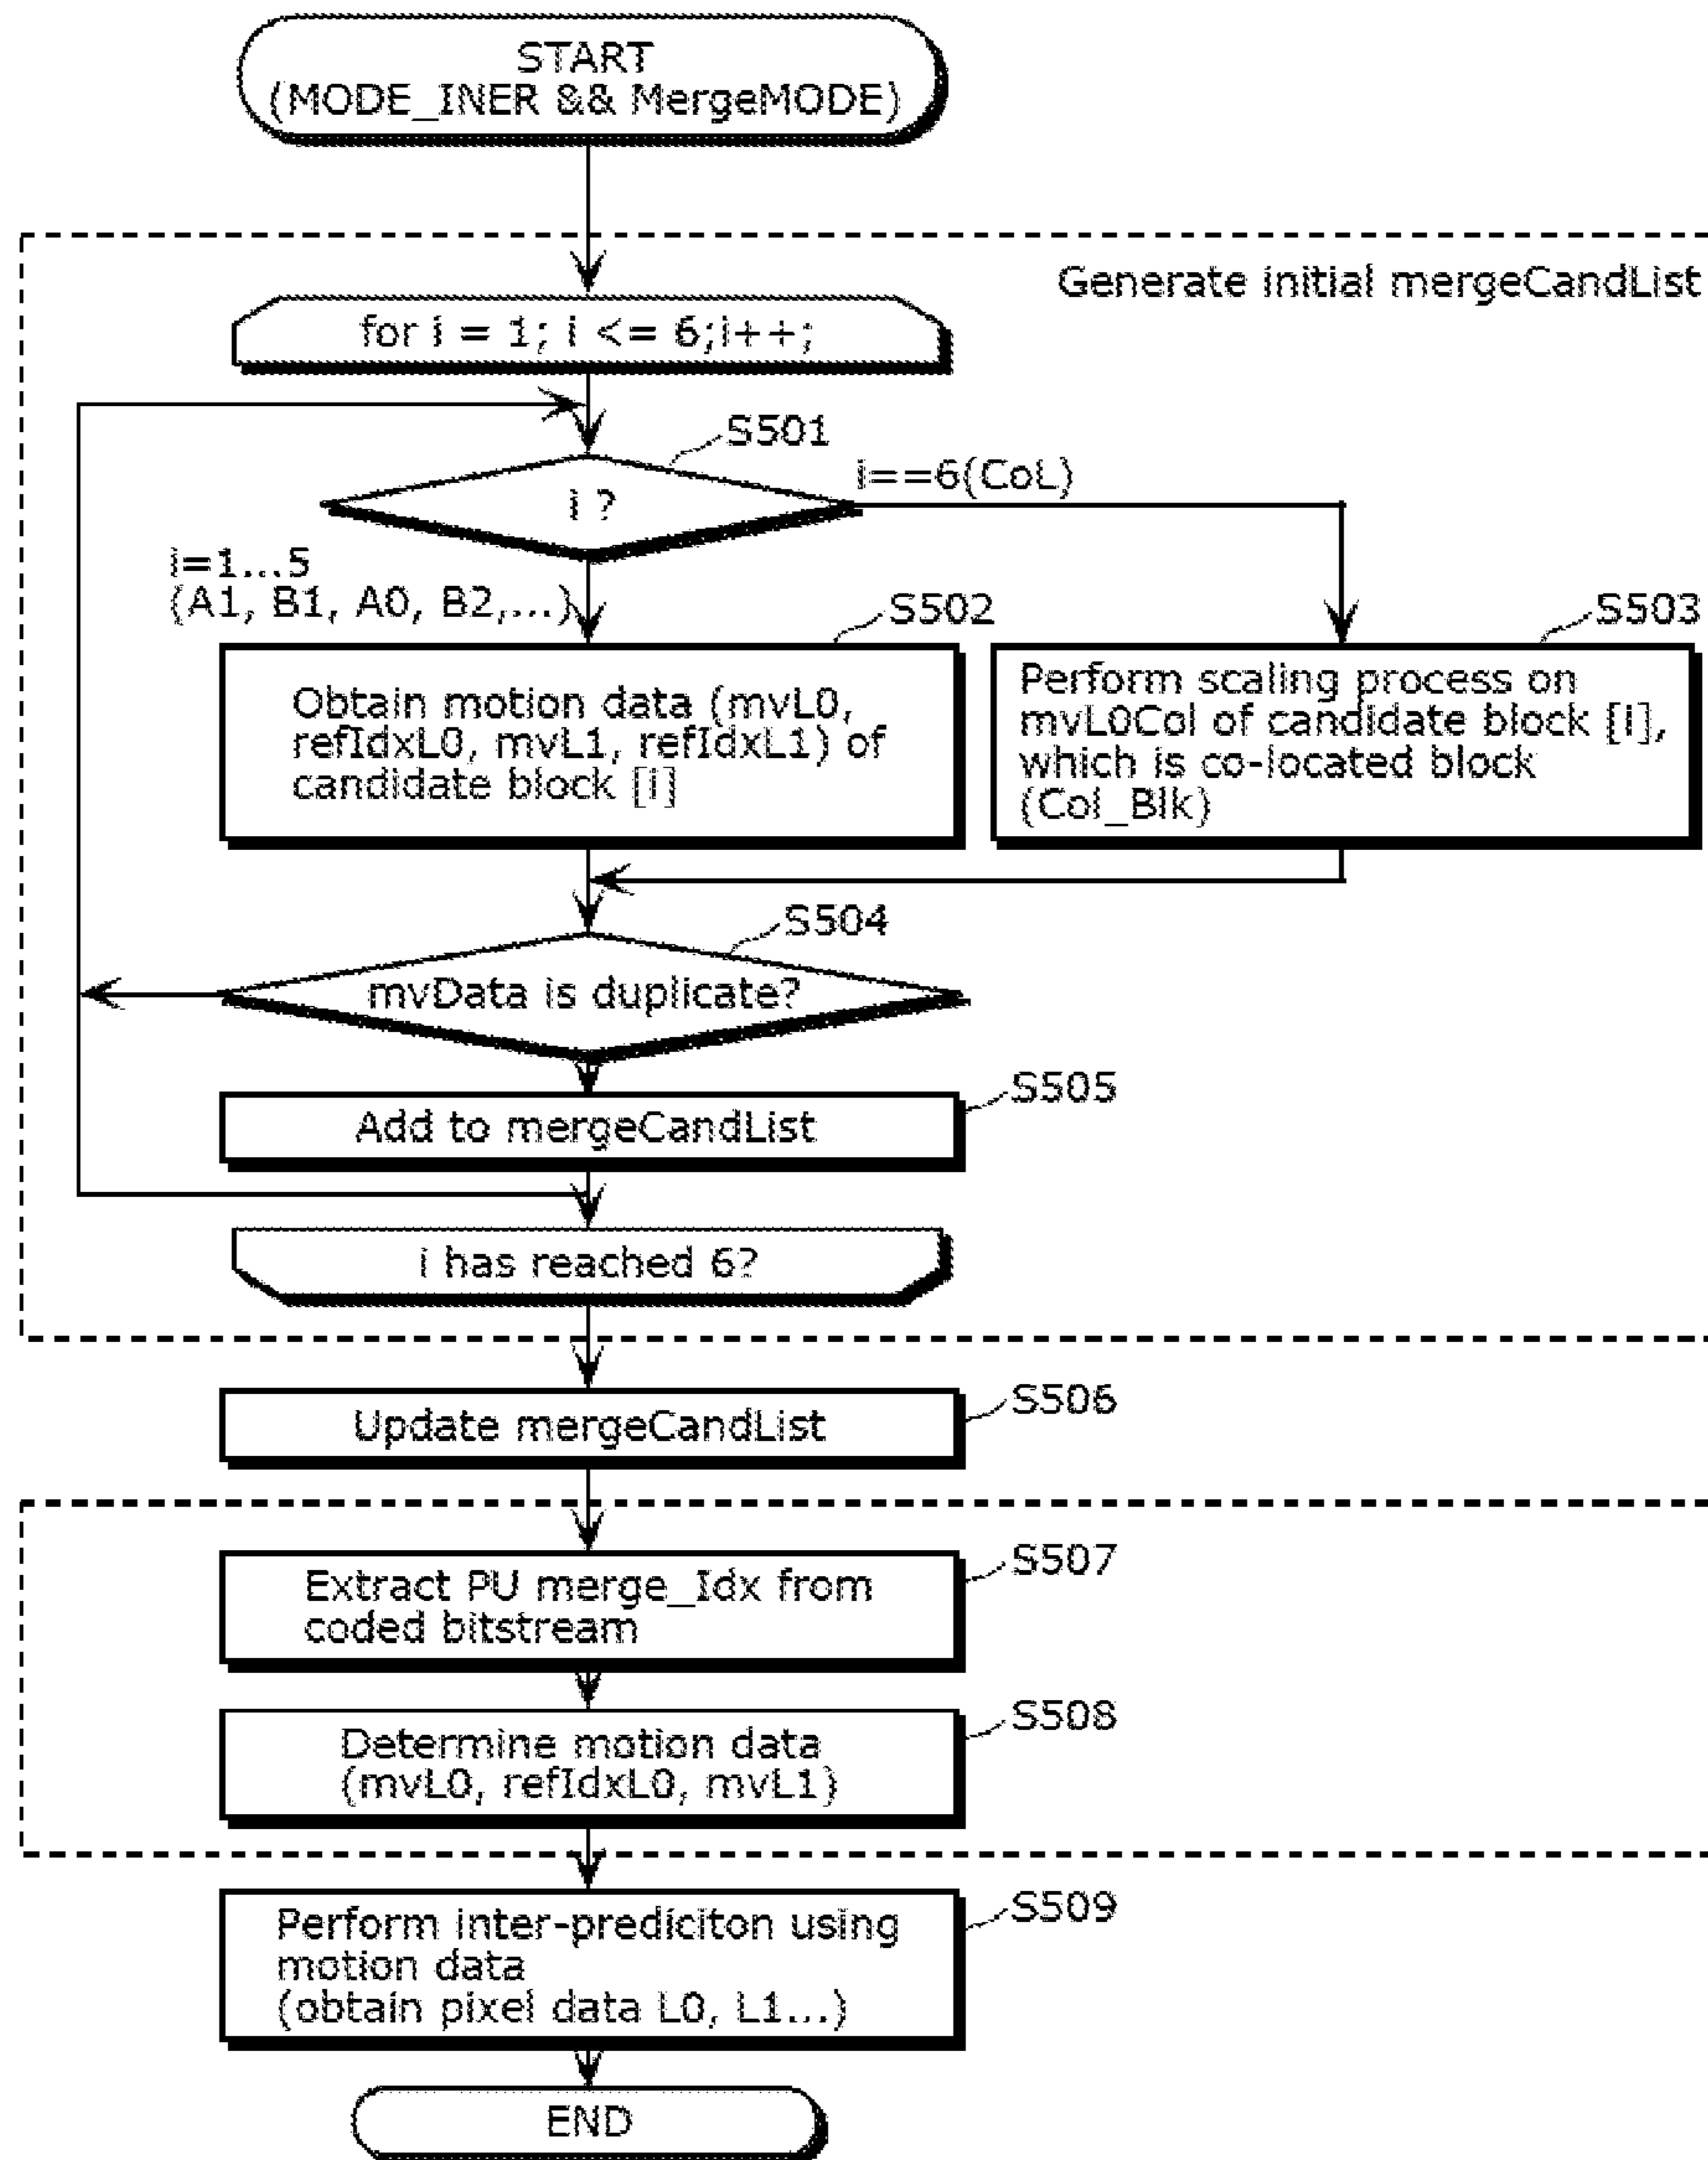 START
(MODE_INER && MergeMODE)
Generate initial mergeCandList
for i = 1; i <= 6;i++;
S501
i ?
i==6(CoL)
i=1...5
(A1, B1, A0, B2,...)
S502
Obtain motion data (mvL0,
refIdxL0, mvL1, refIdxL1) of
candidate block [i]
S503
Perform scaling process on
mvL0Col of candidate block [i],
which is co-located block
(Col_Blk)
S504
mvData is duplicate?
S505
Add to mergeCandList
i has reached 6?
S506
Update mergeCandList
S507
Extract PU merge_Idx from
coded bitstream
S508
Determine motion data
(mvL0, refIdxL0, mvL1)
S509
Perform inter-prediciton using
motion data
(obtain pixel data L0, L1...)
END